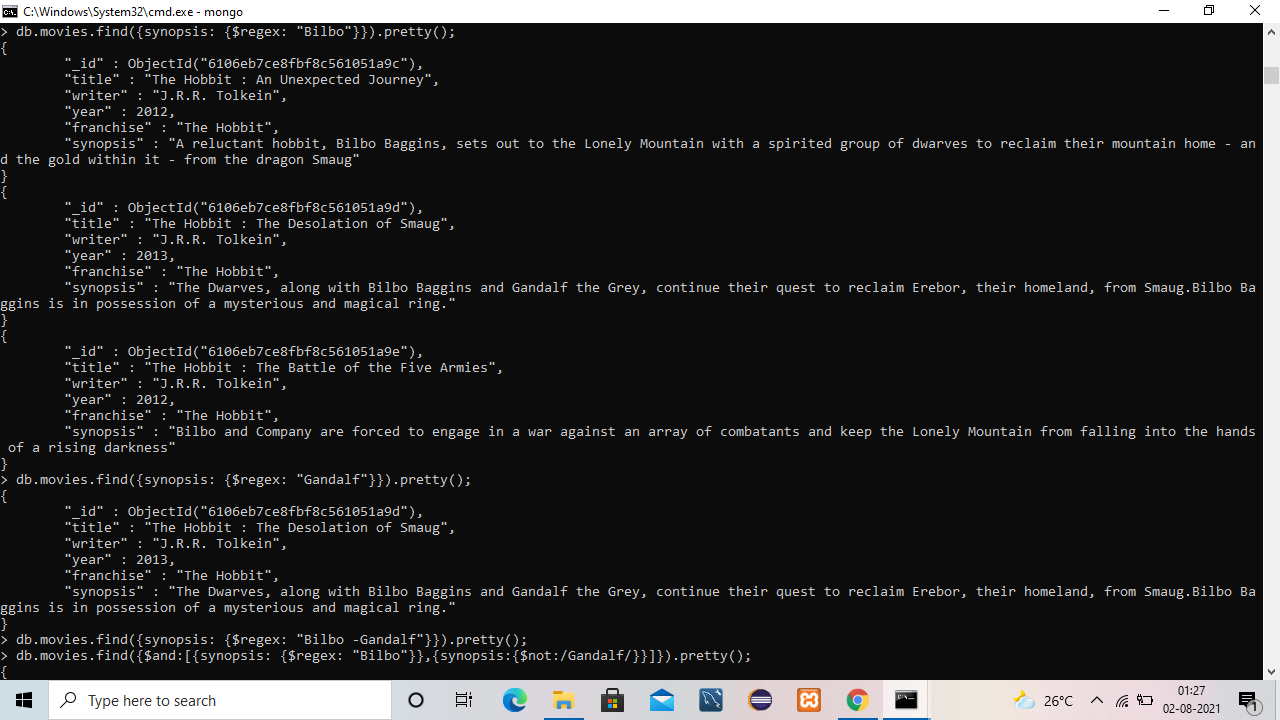 C:\Windows\System32\cmd.exe - mongo
> db.movies.find({synopsis: {$regex: "Bilbo"}}).pretty();
{
"_id" : ObjectId("6106eb7ce8fbf8c561051a9c"),
"title" : "The Hobbit : An Unexpected Journey",
"writer" : "J.R.R. Tolkein",
"year" : 2012,
"franchise" : "The Hobbit",
"synopsis" : "A reluctant hobbit, Bilbo Baggins, sets out to the Lonely Mountain with a spirited group of dwarves to reclaim their mountain home - an
d the gold within it - from the dragon Smaug"
}
{
"_id" : ObjectId("6106eb7ce8fbf8c561051a9d"),
"title" : "The Hobbit : The Desolation of Smaug",
"writer" : "J.R.R. Tolkein",
"year" : 2013,
"franchise" : "The Hobbit",
"synopsis" : "The Dwarves, along with Bilbo Baggins and Gandalf the Grey, continue their quest to reclaim Erebor, their homeland, from Smaug.Bilbo Ba
ggins is in possession of a mysterious and magical ring."
}
{
"_id" : ObjectId("6106eb7ce8fbf8c561051a9e"),
"title" : "The Hobbit : The Battle of the Five Armies",
"writer" : "J.R.R. Tolkein",
"year" : 2012,
"franchise" : "The Hobbit",
"synopsis" : "Bilbo and Company are forced to engage in a war against an array of combatants and keep the Lonely Mountain from falling into the hands
of a rising darkness"
}
> db.movies.find({synopsis: {$regex: "Gandalf"}}).pretty();
{
"_id" : ObjectId("6106eb7ce8fbf8c561051a9d"),
"title" : "The Hobbit : The Desolation of Smaug",
"writer" : "J.R.R. Tolkein",
"year" : 2013,
"franchise" : "The Hobbit",
"synopsis" : "The Dwarves, along with Bilbo Baggins and Gandalf the Grey, continue their quest to reclaim Erebor, their homeland, from Smaug.Bilbo Ba
ggins is in possession of a mysterious and magical ring."
}
> db.movies.find({synopsis: {$regex: "Bilbo -Gandalf"}}).pretty();
> db.movies.find({$and:[{synopsis: {$regex: "Bilbo"}},{synopsis:{$not:/Gandalf/}}]}).pretty();
{
Type here to search
26°C
01:27
02-08-2021
1